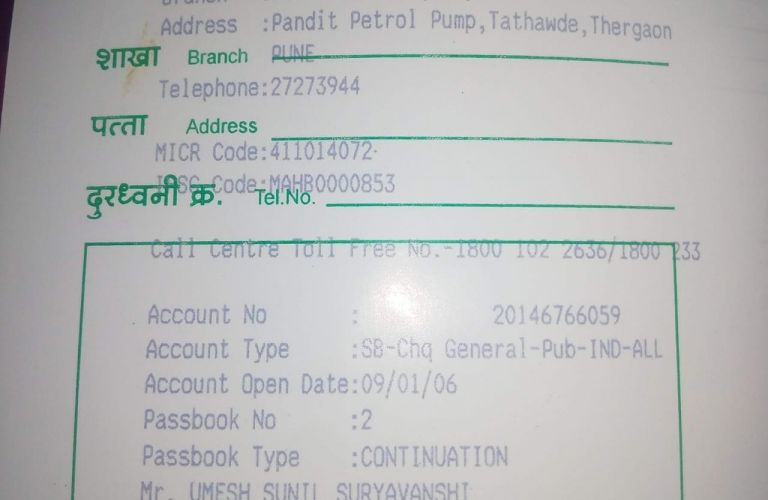 Address :Pandit Petrol Pump,Tathawde,Thergaon
शाखा Branch PUNE
Telephone:27273944
पत्ता Address
MICR Code:411014072
IFSC Code:MAHB0000853
दुरध्वनी क्र. Tel.No.
Call Centre Toll Free No.-1800 102 2636/1800 233
Account No : 20146766059
Account Type :SB-Chq General-Pub-IND-ALL
Account Open Date:09/01/06
Passbook No :2
Passbook Type :CONTINUATION
Mr. UMESH SUNIL SURYAVANSHI